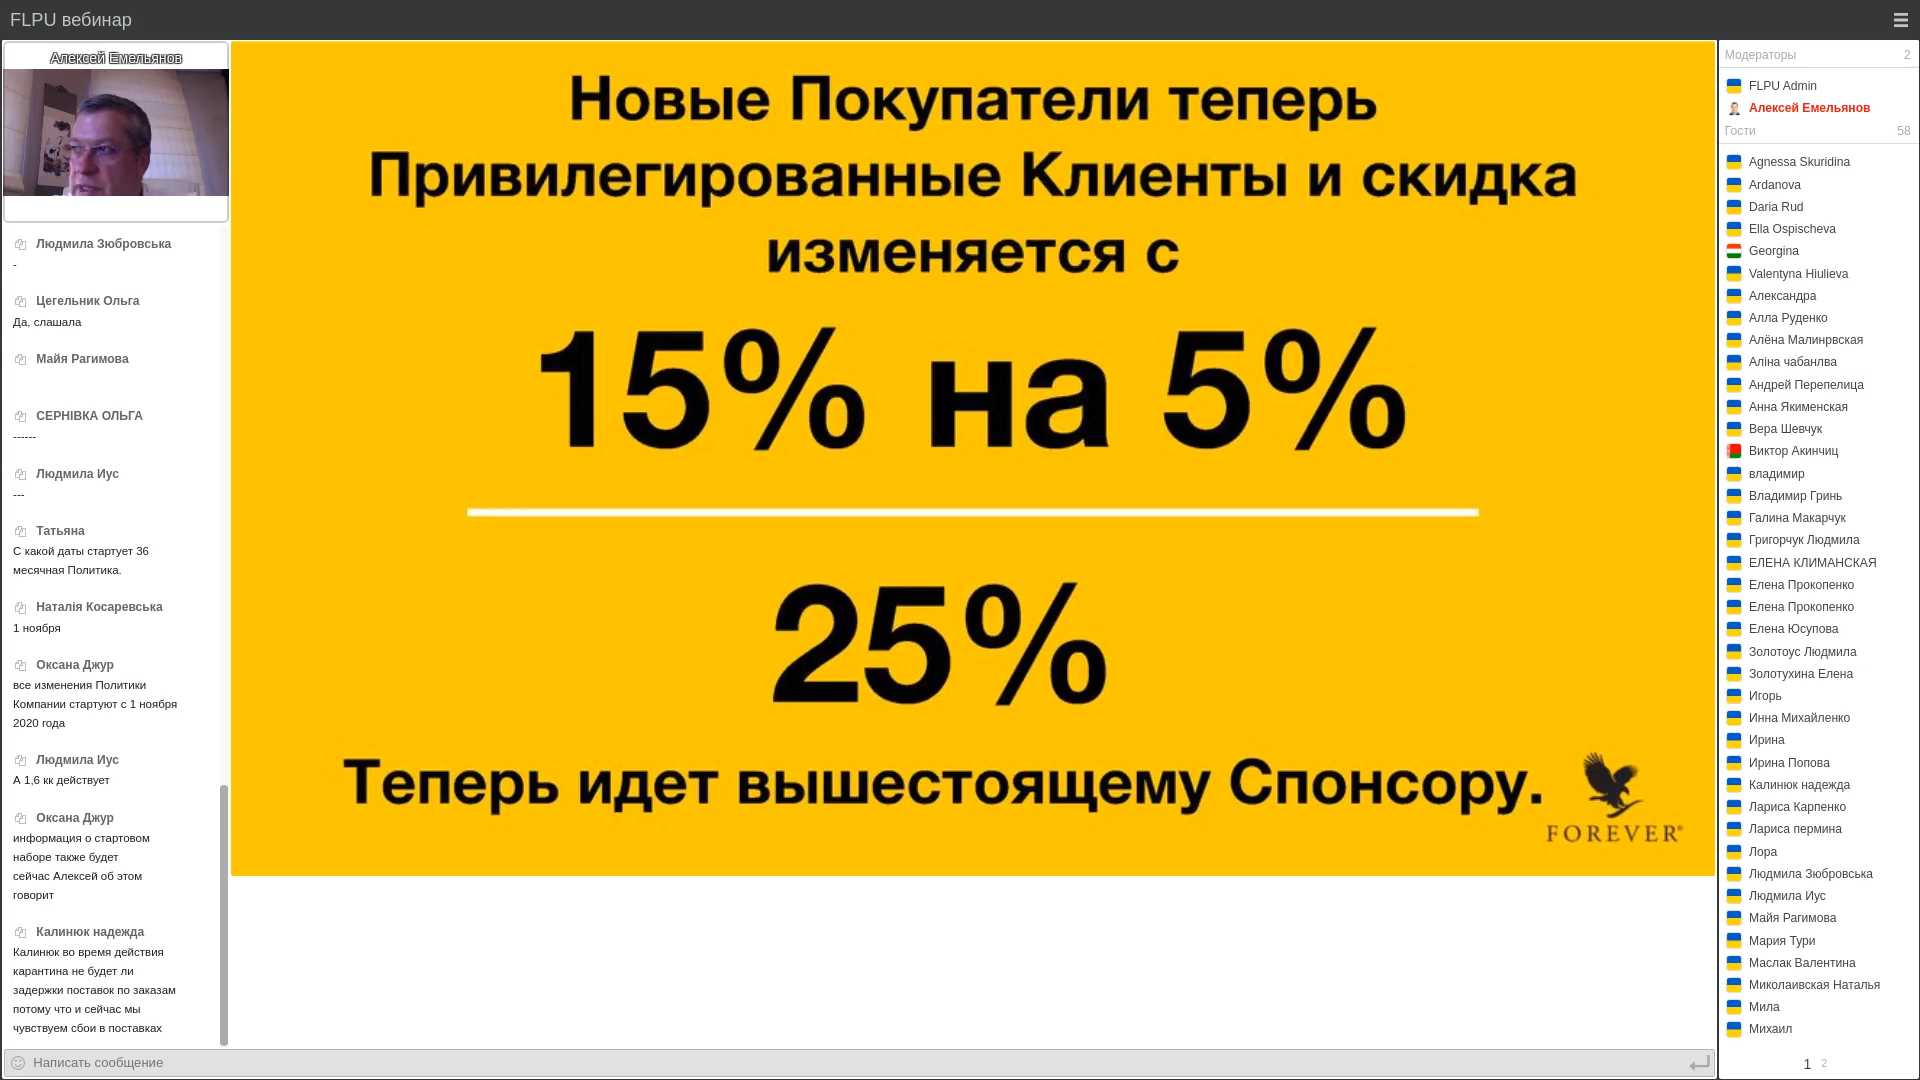 FLPU вебинар
Алексей Емельянов
Людмила Зюбровська
-
Цегельник Ольга
Да, слашала
Майя Рагимова
СЕРНІВКА ОЛЬГА
------
Людмила Иус
---
Татьяна
С какой даты стартует 36
месячная Политика.
Наталія Косаревська
1 ноября
Оксана Джур
все изменения Политики
Компании стартуют с 1 ноября
2020 года
Людмила Иус
А 1,6 кк действует
Оксана Джур
информация о стартовом
наборе также будет
сейчас Алексей об этом
говорит
Калинюк надежда
Калинюк во время действия
карантина не будет ли
задержки поставок по заказам
потому что и сейчас мы
чувствуем сбои в поставках
Написать сообщение
Новые Покупатели теперь
Привилегированные Клиенты и скидка
изменяется с
15% на 5%
25%
Теперь идет вышестоящему Спонсору.
FOREVER®
Модераторы 2
FLPU Admin
Алексей Емельянов
Гости 58
Agnessa Skuridina
Ardanova
Daria Rud
Ella Ospischeva
Georgina
Valentyna Hiulieva
Александра
Алла Руденко
Алёна Малинрвская
Аліна чабанлва
Андрей Перепелица
Анна Якименская
Вера Шевчук
Виктор Акинчиц
владимир
Владимир Гринь
Галина Макарчук
Григорчук Людмила
ЕЛЕНА КЛИМАНСКАЯ
Елена Прокопенко
Елена Прокопенко
Елена Юсупова
Золотоус Людмила
Золотухина Елена
Игорь
Инна Михайленко
Ирина
Ирина Попова
Калинюк надежда
Лариса Карпенко
Лариса пермина
Лора
Людмила Зюбровська
Людмила Иус
Майя Рагимова
Мария Тури
Маслак Валентина
Миколаивская Наталья
Мила
Михаил
1 2